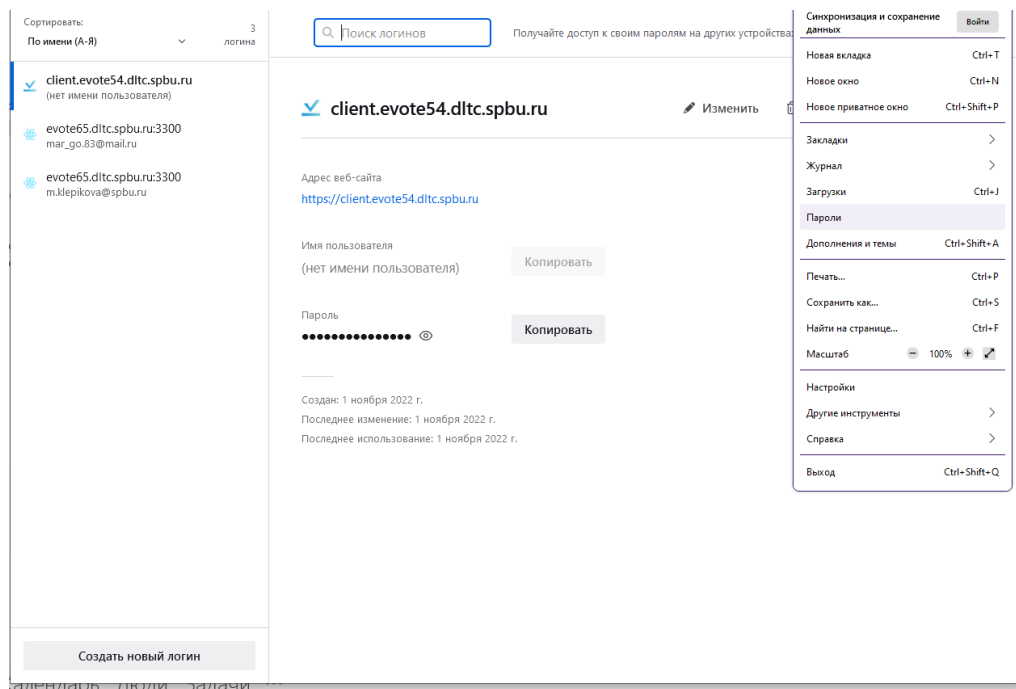 Сортировать:
По имени (А-Я)
3
логина
client.evote54.dltc.spbu.ru
(нет имени пользователя)
evote65.dltc.spbu.ru:3300
mar_go.83@mail.ru
evote65.dltc.spbu.ru:3300
m.klepikova@spbu.ru
Создать новый логин
Поиск логинов
Получайте доступ к своим паролям на других устройствах
client.evote54.dltc.spbu.ru
Изменить
Адрес веб-сайта
https://client.evote54.dltc.spbu.ru
Имя пользователя
(нет имени пользователя)
Копировать
Пароль
●●●●●●●●●●●●●●●
Копировать
Создан: 1 ноября 2022 г.
Последнее изменение: 1 ноября 2022 г.
Последнее использование: 1 ноября 2022 г.
Синхронизация и сохранение
данных
Войти
Новая вкладка Ctrl+T
Новое окно Ctrl+N
Новое приватное окно Ctrl+Shift+P
Закладки
Журнал
Загрузки Ctrl+J
Пароли
Дополнения и темы Ctrl+Shift+A
Печать... Ctrl+P
Сохранить как... Ctrl+S
Найти на странице... Ctrl+F
Масштаб − 100% +
Настройки
Другие инструменты
Справка
Выход Ctrl+Shift+Q